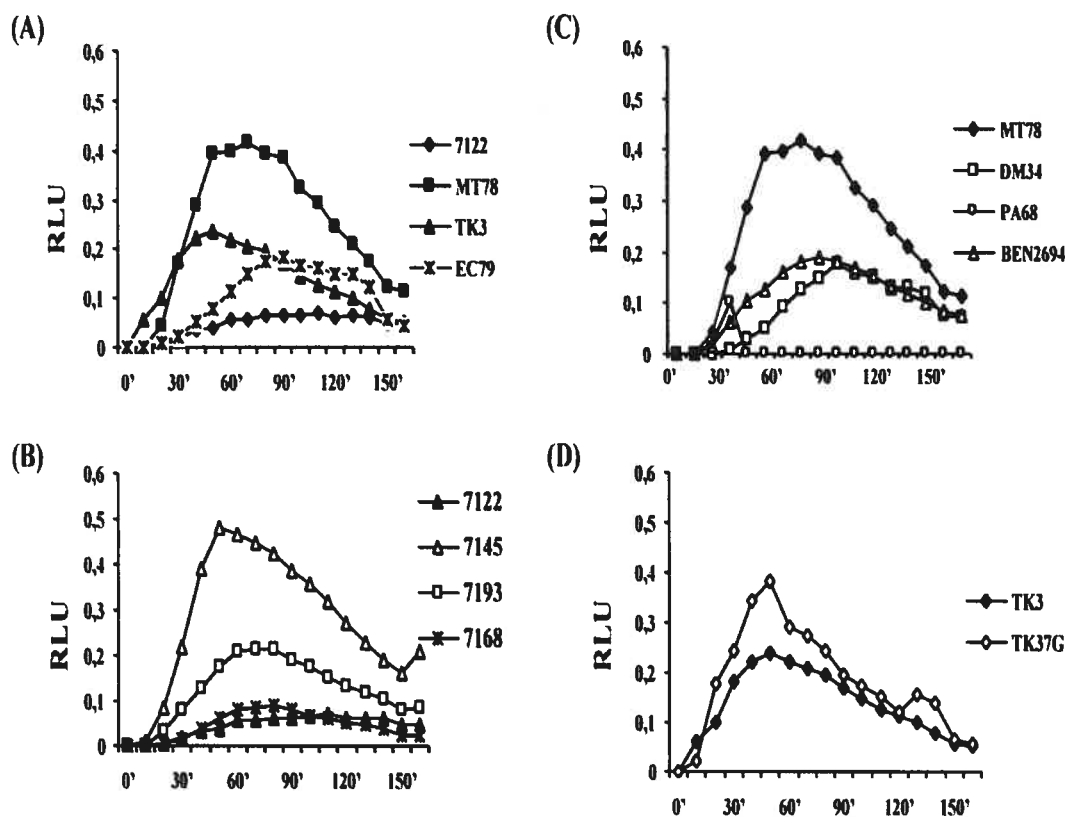 (A)
0,6
0,5
0,4
0,3
0,2
0,1
0
RLU
0' 30' 60' 90' 120' 150'
7122
MT78
TK3
EC79
(C)
0,6
0,5
0,4
0,3
0,2
0,1
0
RLU
0' 30' 60' 90' 120' 150'
MT78
DM34
PA68
BEN2694
(B)
0,6
0,5
0,4
0,3
0,2
0,1
0
RLU
0' 30' 60' 90' 120' 150'
7122
7145
7193
7168
(D)
0,6
0,5
0,4
0,3
0,2
0,1
0
RLU
0' 30' 60' 90' 120' 150'
TK3
TK37G